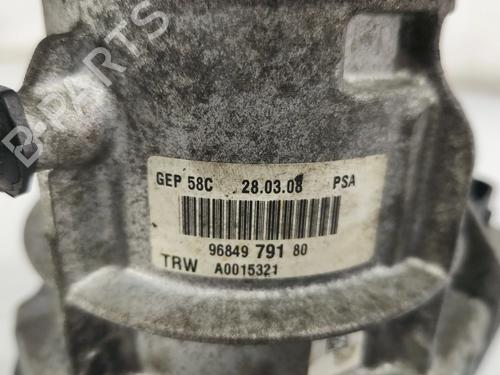 B-PARTS
GEP 58C 28.03.08 PSA
96849 791 80
TRW A0015321